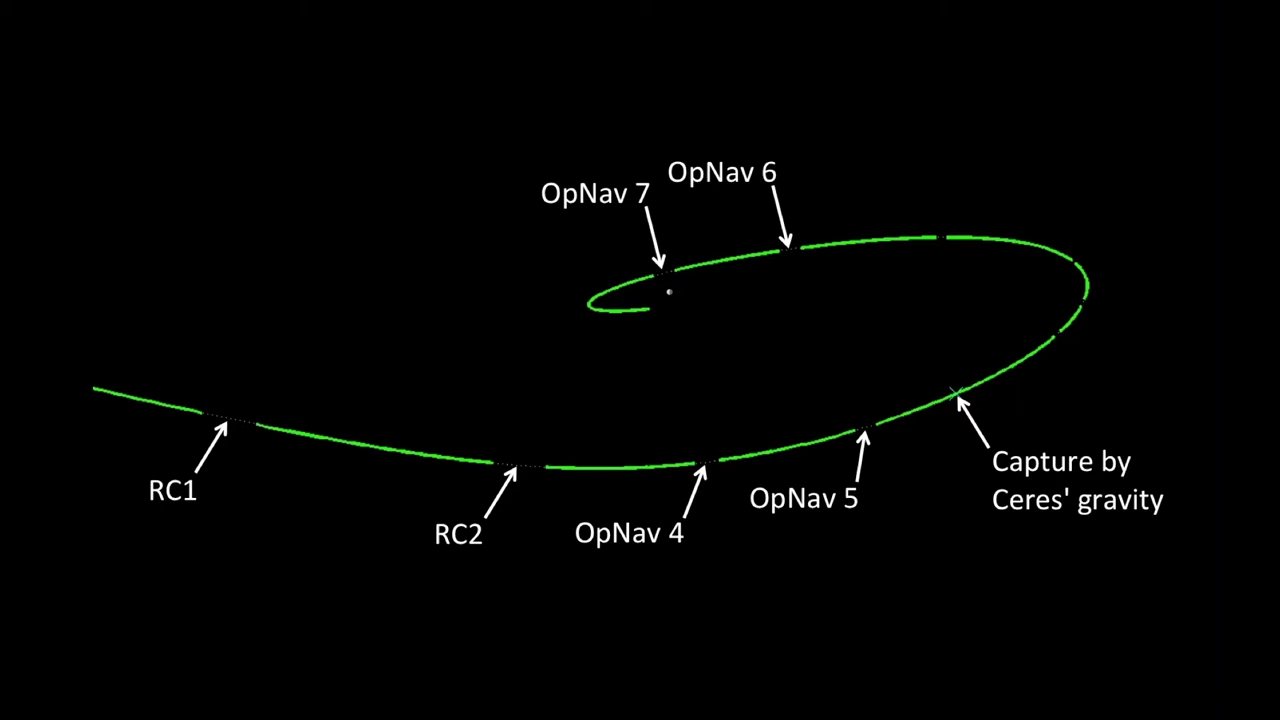 OpNav 6
OpNav 7
Capture by
Ceres' gravity
RC1
OpNav 5
RC2
OpNav 4